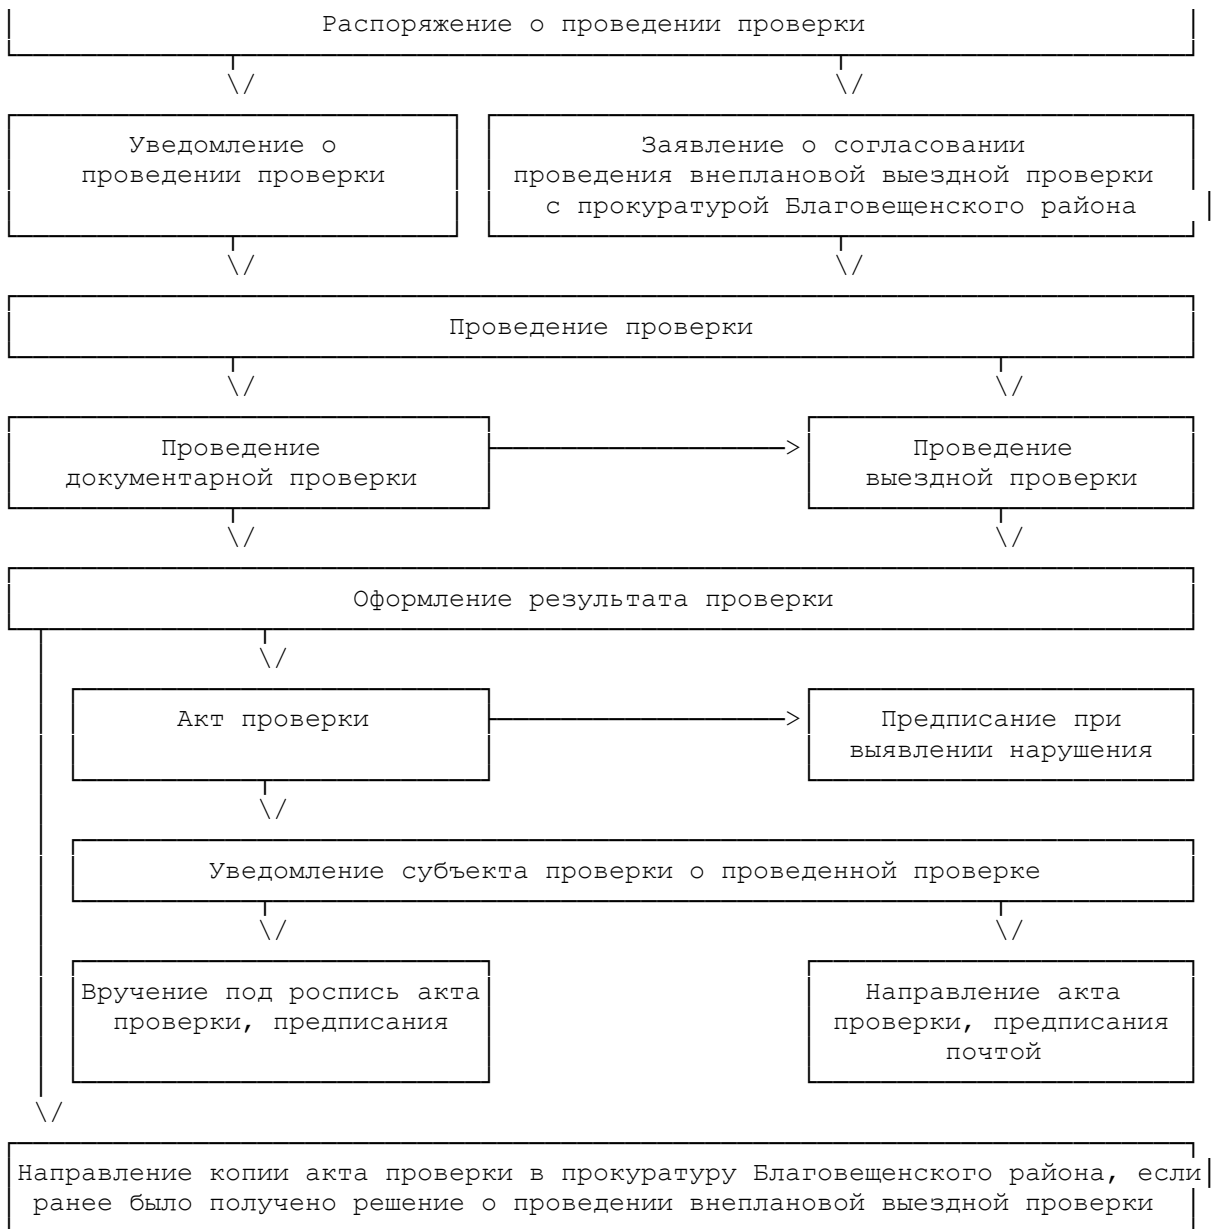 Распоряжение о проведении проверки
Уведомление о
проведении проверки
Заявление о согласовании
проведения внеплановой выездной проверки
с прокуратурой Благовещенского района
Проведение проверки
Проведение
документарной проверки
Проведение
выездной проверки
Оформление результата проверки
Акт проверки
Предписание при
выявлении нарушения
Уведомление субъекта проверки о проведенной проверке
Вручение под роспись акта
проверки, предписания
Направление акта
проверки, предписания
почтой
Направление копии акта проверки в прокуратуру Благовещенского района, если
ранее было получено решение о проведении внеплановой выездной проверки